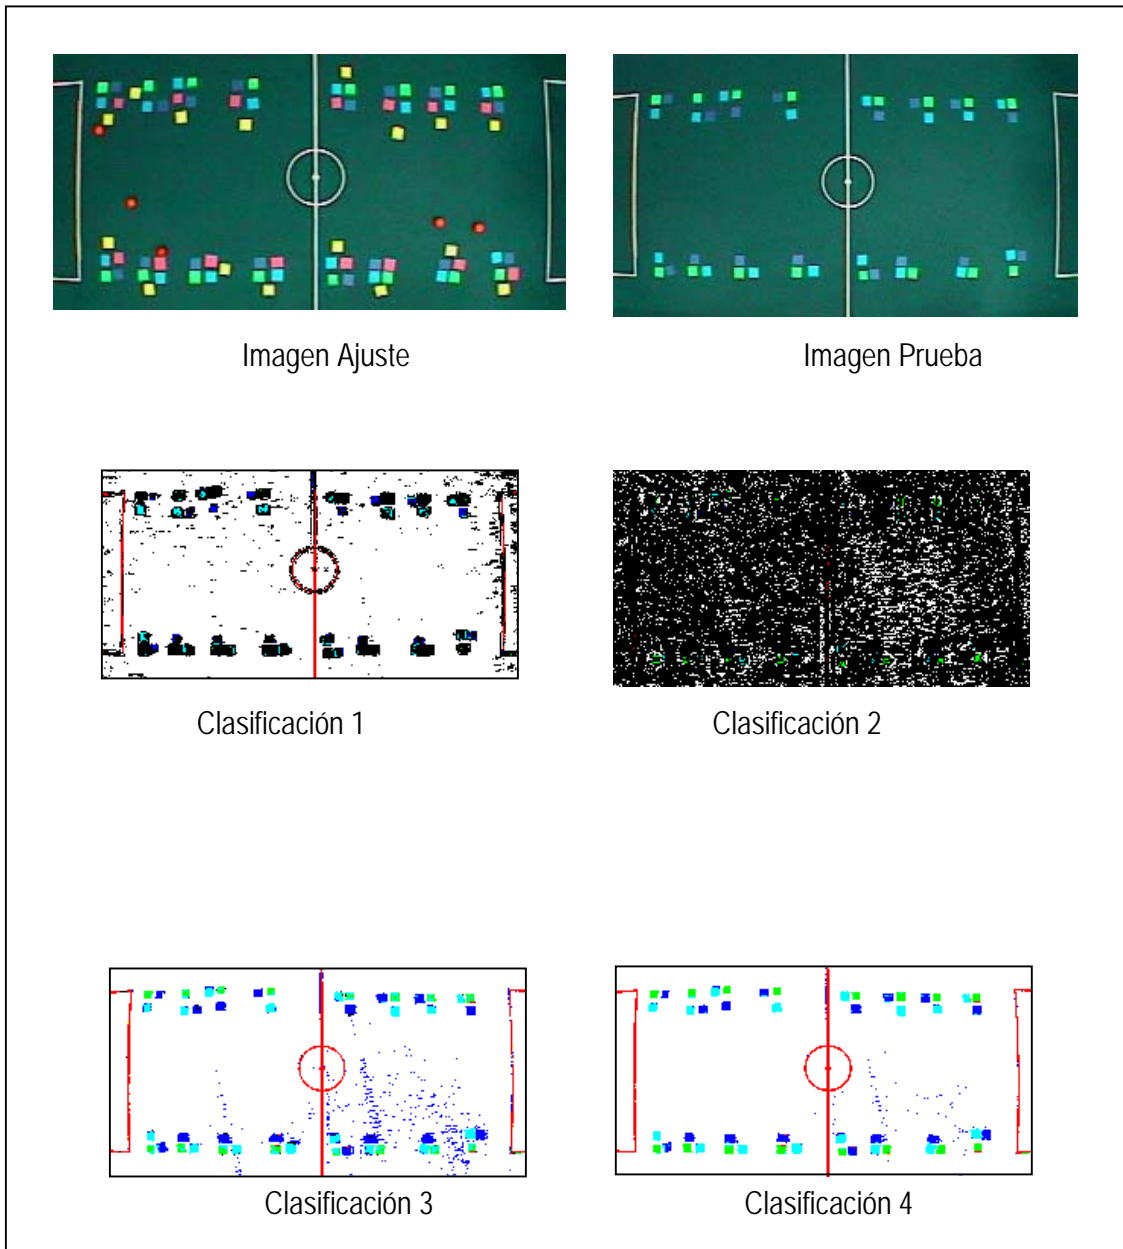 Imagen Ajuste
Imagen Prueba
Clasificación 1
Clasificación 2
Clasificación 3
Clasificación 4